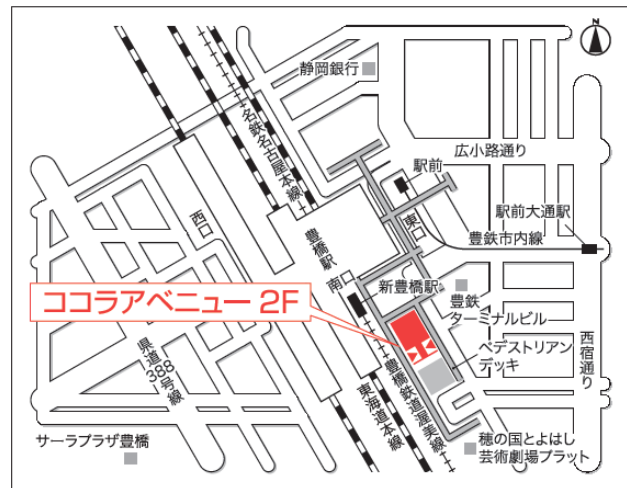 N
静岡銀行
名鉄名古屋本線
広小路通り
駅前
駅前大通駅
西口
東口
豊鉄市内線
豊橋駅
南口
新豊橋駅
ココラアベニュー 2F
豊鉄
ターミナルビル
ペデストリアン
デッキ
西宿通り
県道388号線
豊橋鉄道渥美線
東海道本線
サーラプラザ豊橋
穂の国とよはし
芸術劇場プラット